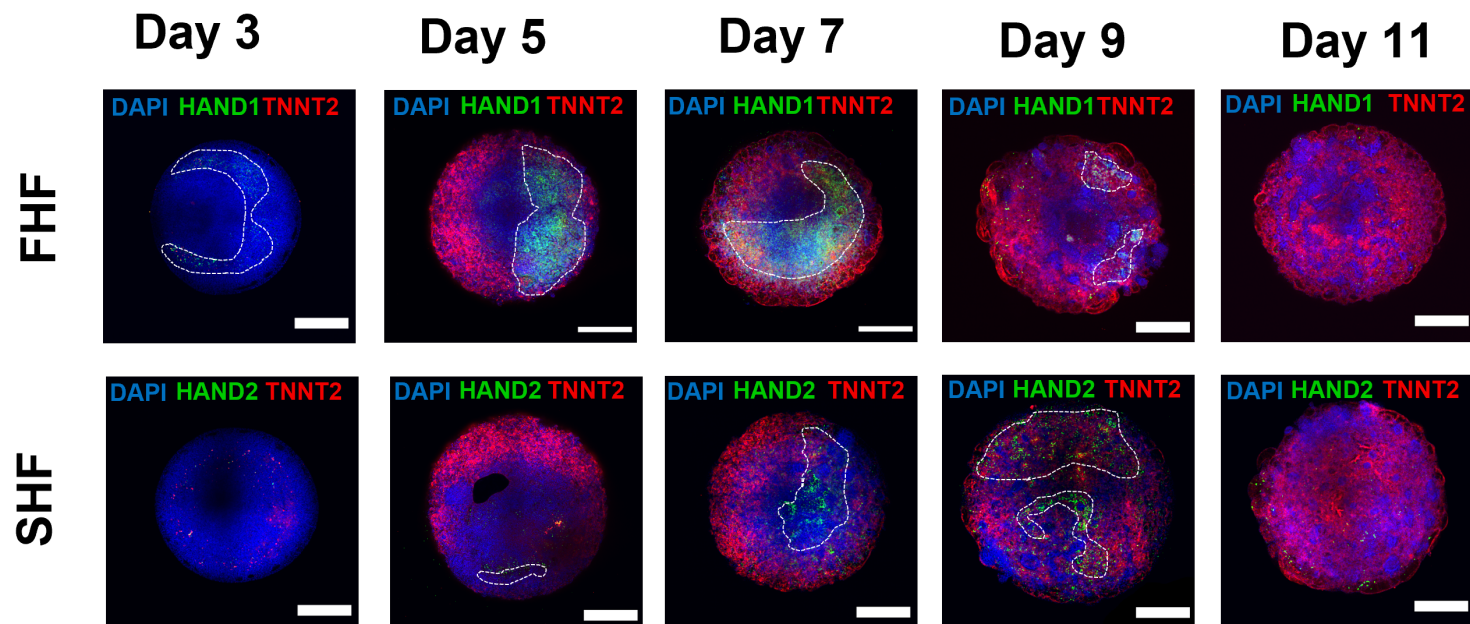 Day 3 Day 5 Day 7 Day 9 Day 11
FHF
DAPI HAND1 TNNT2 DAPI HAND1 TNNT2 DAPI HAND1 TNNT2 DAPI HAND1 TNNT2 DAPI HAND1 TNNT2
SHF
DAPI HAND2 TNNT2 DAPI HAND2 TNNT2 DAPI HAND2 TNNT2 DAPI HAND2 TNNT2 DAPI HAND2 TNNT2